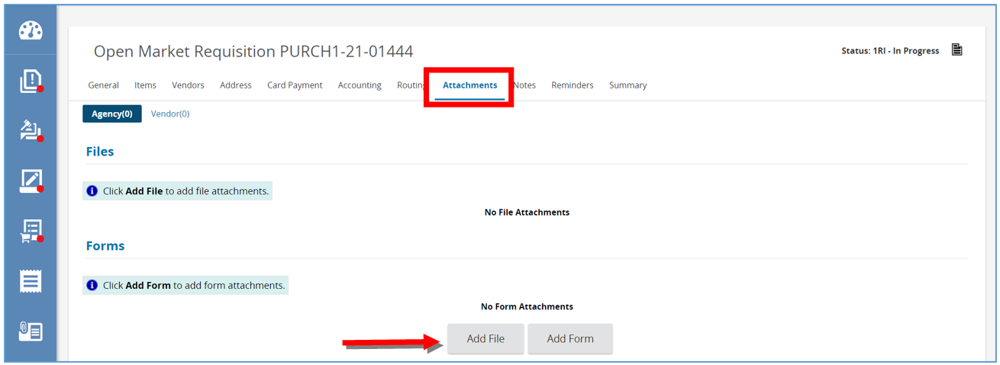 Open Market Requisition PURCH1-21-01444
Status: 1RI - In Progress
General Items Vendors Address Card Payment Accounting Routing Attachments Notes Reminders Summary
Agency(0) Vendor(0)
Files
Click Add File to add file attachments.
No File Attachments
Forms
Click Add Form to add form attachments.
No Form Attachments
Add File Add Form